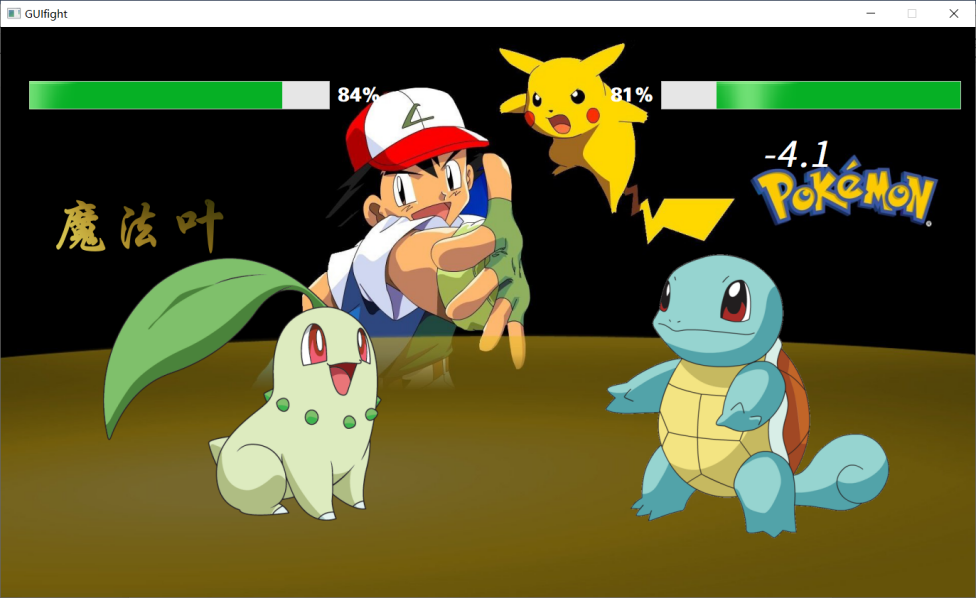 GUIfight
84%
81%
-4.1
POKéMON
魔法叶